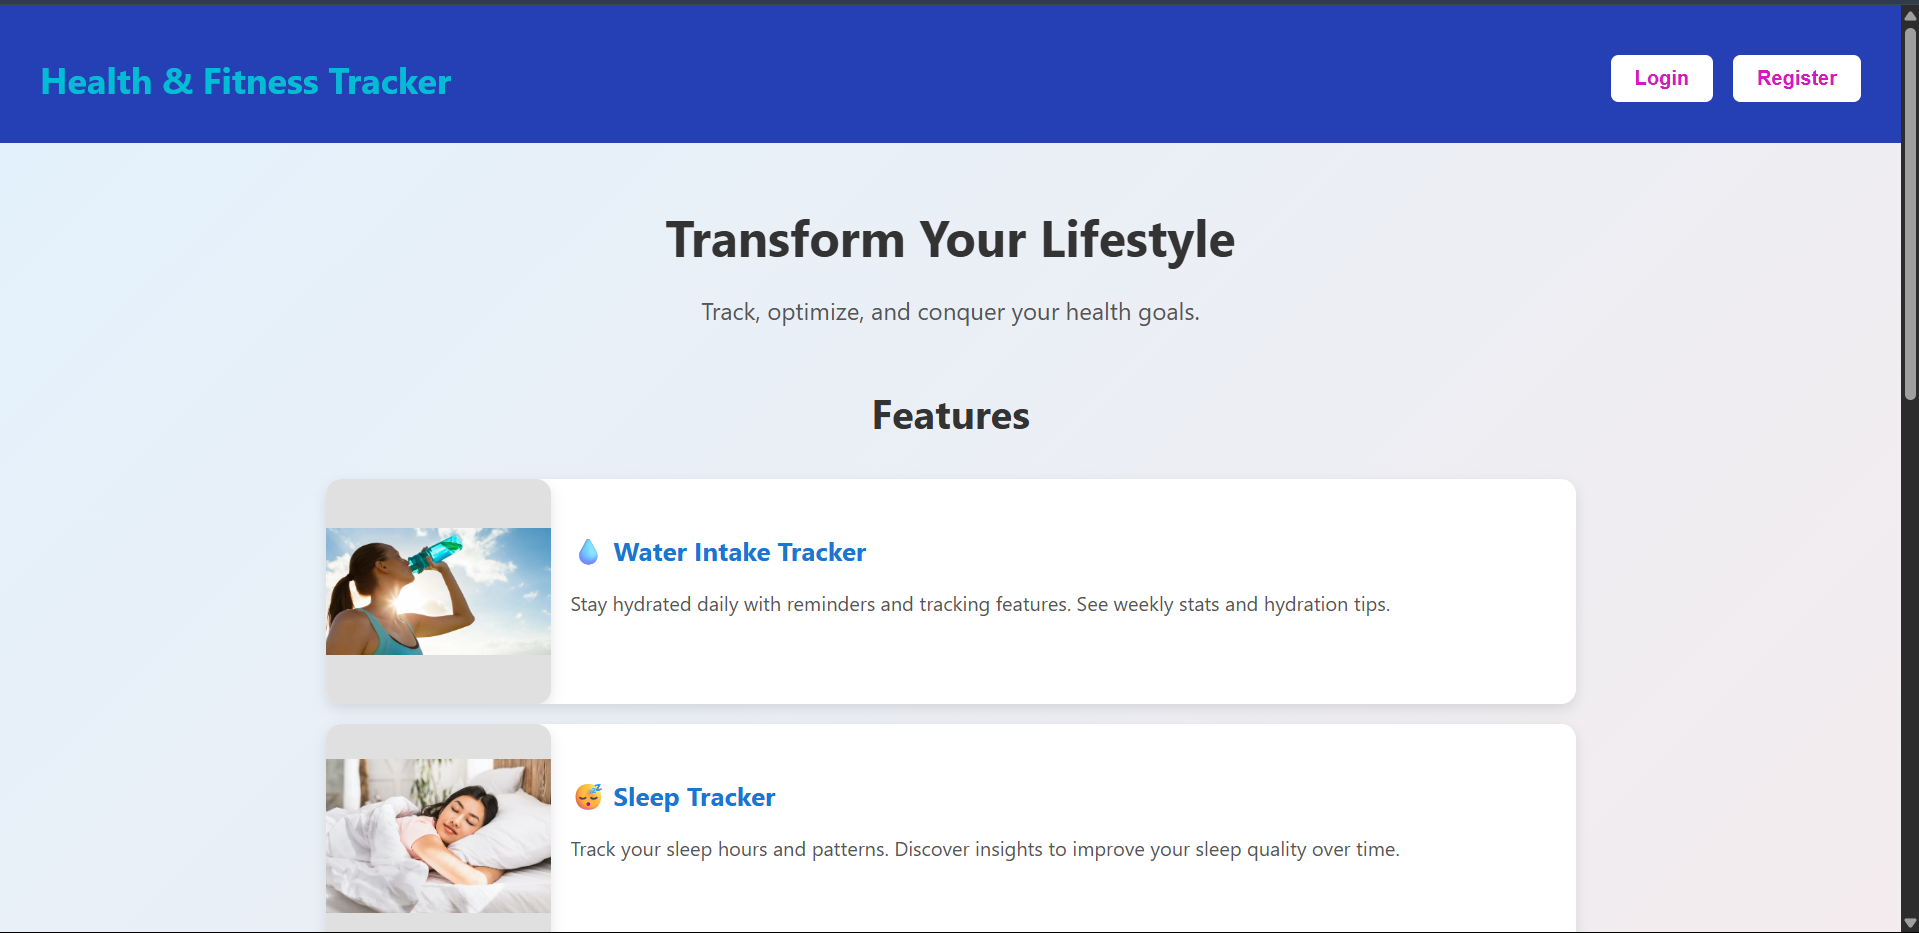 Health & Fitness Tracker
Login
Register
Transform Your Lifestyle
Track, optimize, and conquer your health goals.
Features
💧 Water Intake Tracker
Stay hydrated daily with reminders and tracking features. See weekly stats and hydration tips.
😴 Sleep Tracker
Track your sleep hours and patterns. Discover insights to improve your sleep quality over time.